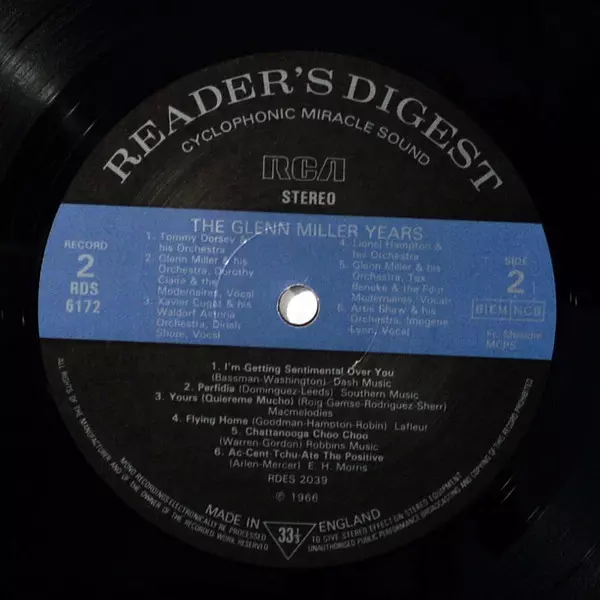 READER'S DIGEST
CYCLOPHONIC MIRACLE SOUND
RCA
STEREO
THE GLENN MILLER YEARS
RECORD
2
RDS
6172
1. Tommy Dorsey &
his Orchestra
2. Glenn Miller & his
Orchestra, Dorothy
Claire & the
Modernaires, Vocal
3. Xavier Cugat & his
Waldorf Astoria
Orchestra, Dinah
Shore, Vocal
4. Lionel Hampton &
his Orchestra
5. Glenn Miller & his
Orchestra, Tex
Beneke & the Four
Modernaires, Vocal
6. Artie Shaw & his
Orchestra, Imogene
Lynn, Vocal
SIDE
2
BIEM NCB
MCPS
1. I'm Getting Sentimental Over You
(Bassman-Washington) Dash Music
2. Perfidia (Dominguez-Leeds) Southern Music
3. Yours (Quiereme Mucho) (Roig Gamse-Rodriguez-Sherr)
Macmelodies
4. Flying Home (Goodman-Hampton-Robin) Lafleur
5. Chattanooga Choo Choo
(Warren-Gordon) Robbins Music
6. Ac-Cent-Tchu-Ate The Positive
(Arlen-Mercer) E. H. Morris
RDES 2039
℗ 1966
MADE IN ENGLAND
33⅓
ALL RIGHTS OF THE MANUFACTURER AND OF THE OWNER OF THE RECORDED WORK RESERVED
MONO RECORDINGS ELECTRONICALLY RE-PROCESSED
TO GIVE STEREO EFFECT ON STEREO EQUIPMENT
UNAUTHORISED PUBLIC PERFORMANCE BROADCASTING AND COPYING OF THIS RECORD PROHIBITED